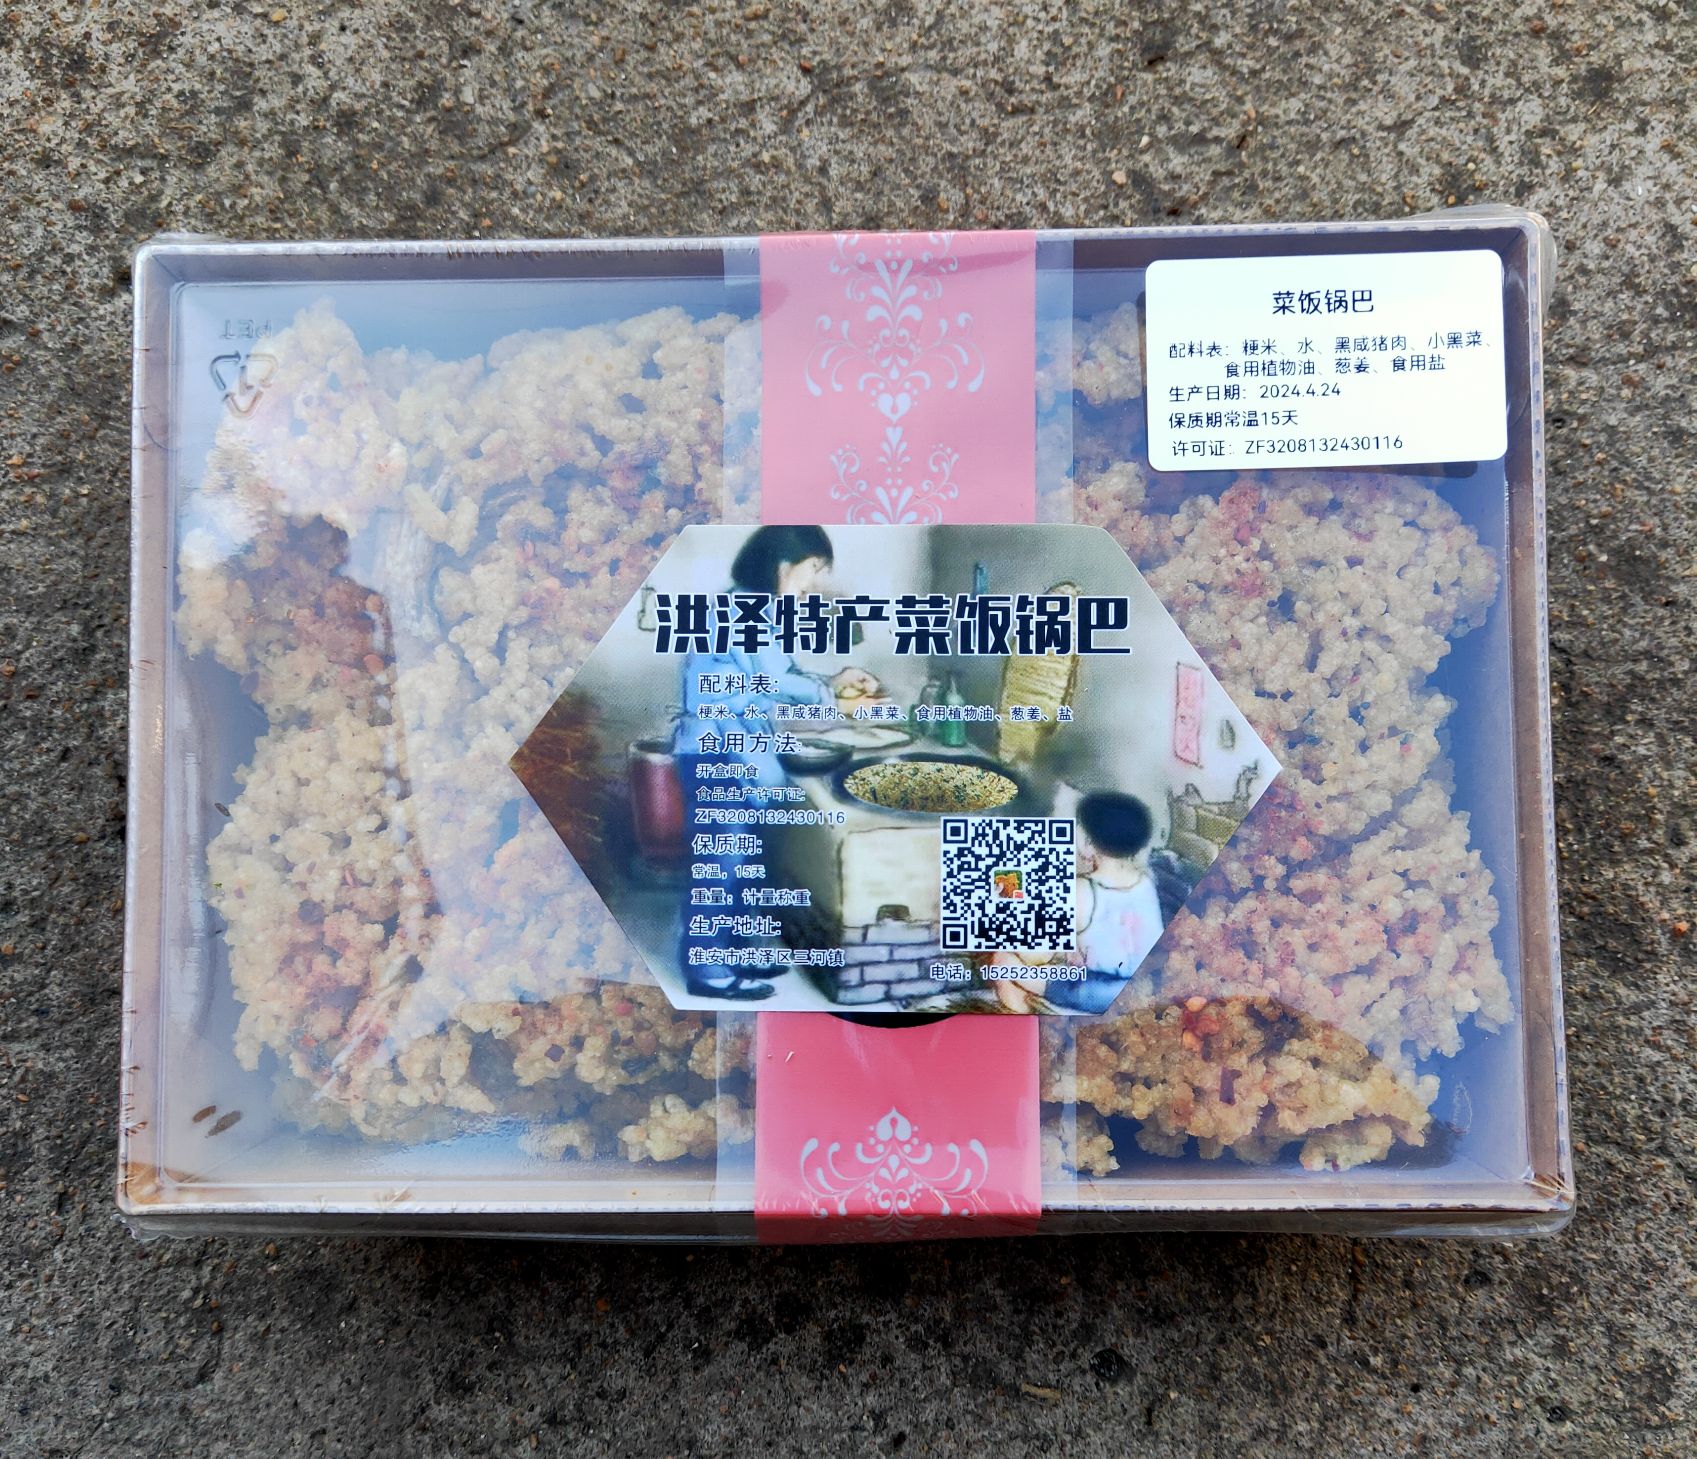 菜饭锅巴
配料表：粳米、水、黑咸猪肉、小黑菜、
食用植物油、葱姜、食用盐
生产日期：2024.4.24
保质期常温15天
许可证：ZF3208132430116
洪泽特产菜饭锅巴
配料表:
粳米、水、黑咸猪肉、小黑菜、食用植物油、葱姜、盐
食用方法:
开盒即食
食品生产许可证:
ZF3208132430116
保质期:
常温，15天
重量：计量称重
生产地址:
淮安市洪泽区三河镇
电话：15252358861
1